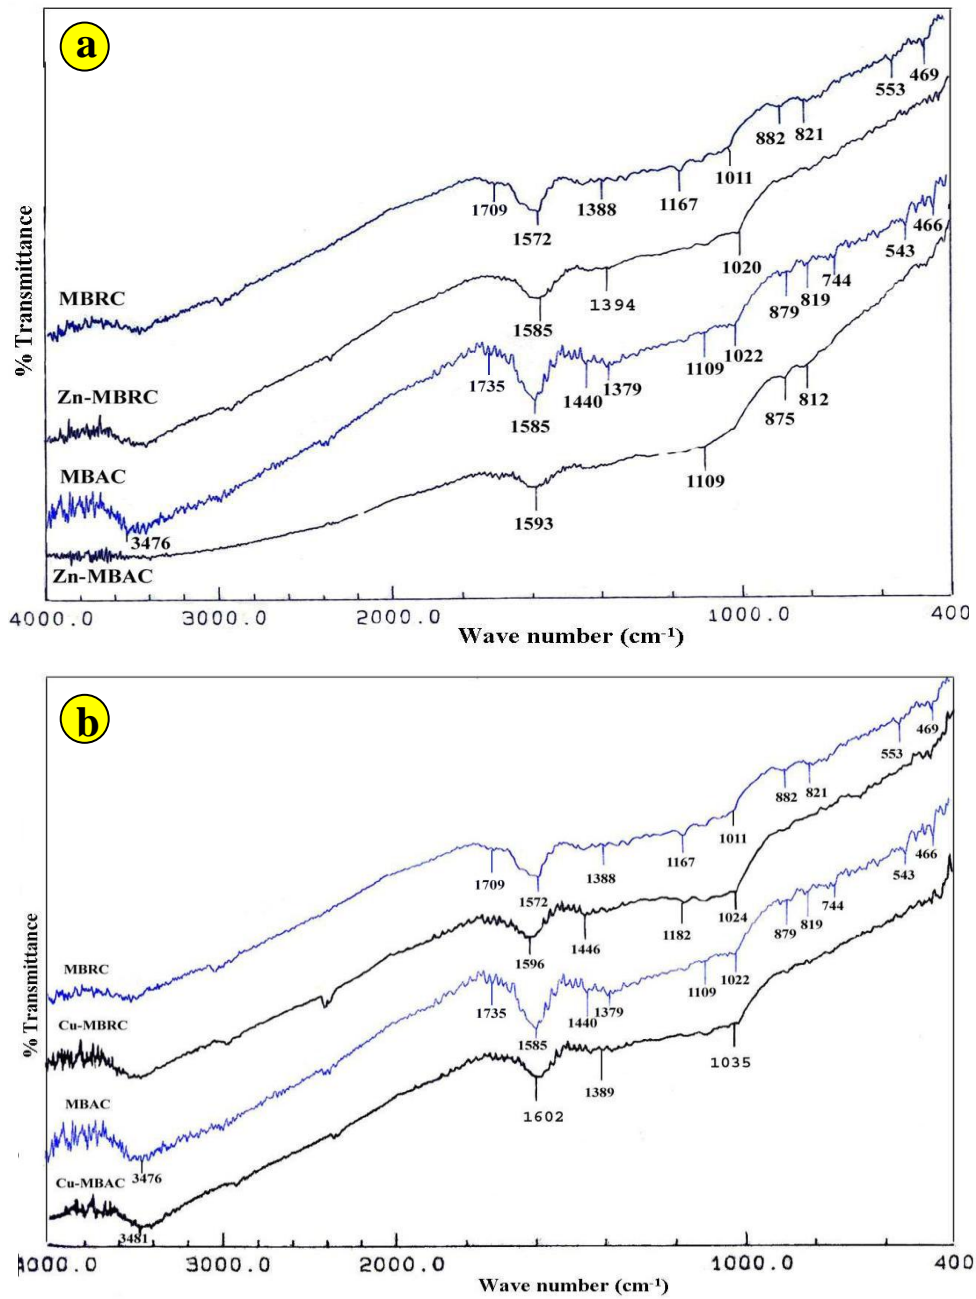 a
469
553
882 821
1011
1709 1388 1167
1572
MBRC
1020
1394
1585
Zn-MBRC
466
543
744
819
879
1022
1109
1735 1440 1379
1585
MBAC
3476
812
875
1109
1593
Zn-MBAC
% Transmittance
4000.0 3000.0 2000.0 1000.0 400
Wave number (cm-1)
b
469
553
882 821
1011
1167
1709 1572 1388
MBRC
1024
1182
1446
1596
Cu-MBRC
466
543
744
819
879
1022
1109
1735 1440 1379
1585
MBAC
3476
1035
1389
1602
Cu-MBAC
3481
% Transmittance
3000.0 2000.0 1000.0 400
Wave number (cm-1)